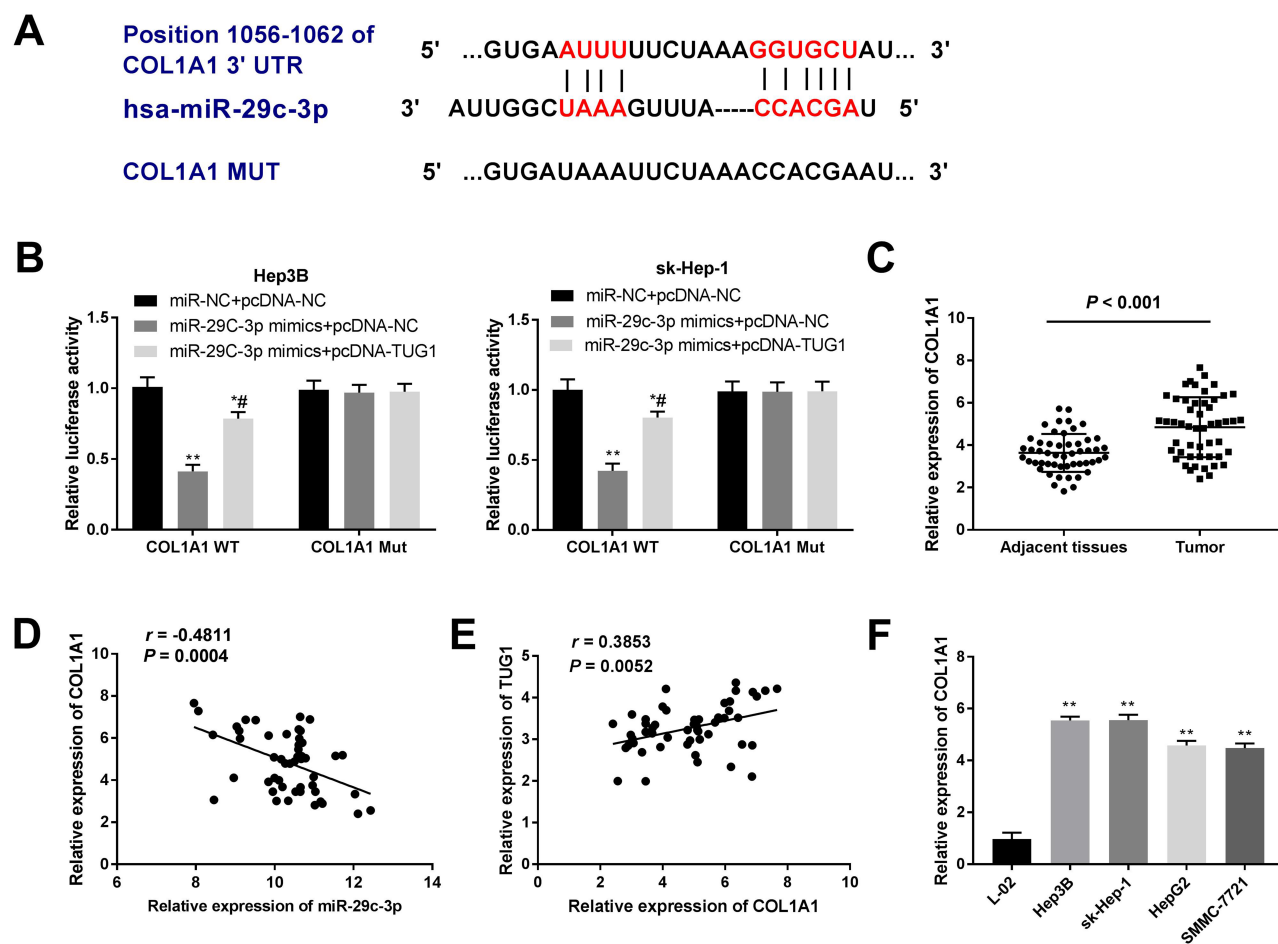 A
Position 1056-1062 of
COL1A1 3' UTR
5' ...GUGAAUUUUUCUAAAGGUGCUAU... 3'
hsa-miR-29c-3p
3' AUUGGCUAAAGUUUA-----CCACGAU 5'
COL1A1 MUT
5' ...GUGAUAAAUUCUAAACCACGAAU... 3'
B
Hep3B
miR-NC+pcDNA-NC
miR-29C-3p mimics+pcDNA-NC
miR-29C-3p mimics+pcDNA-TUG1
Relative luciferase activity
1.5
1.0
0.5
0.0
**
*#
COL1A1 WT
COL1A1 Mut
sk-Hep-1
miR-NC+pcDNA-NC
miR-29c-3p mimics+pcDNA-NC
miR-29c-3p mimics+pcDNA-TUG1
Relative luciferase activity
1.5
1.0
0.5
0.0
**
*#
COL1A1 WT
COL1A1 Mut
C
P < 0.001
Relative expression of COL1A1
10
8
6
4
2
0
Adjacent tissues
Tumor
D
r = -0.4811
P = 0.0004
Relative expression of COL1A1
10
8
6
4
2
0
6 8 10 12 14
Relative expression of miR-29c-3p
E
r = 0.3853
P = 0.0052
Relative expression of TUG1
5
4
3
2
1
0
0 2 4 6 8 10
Relative expression of COL1A1
F
Relative expression of COL1A1
8
6
4
2
0
** ** ** **
L-02
Hep3B
sk-Hep-1
HepG2
SMMC-7721